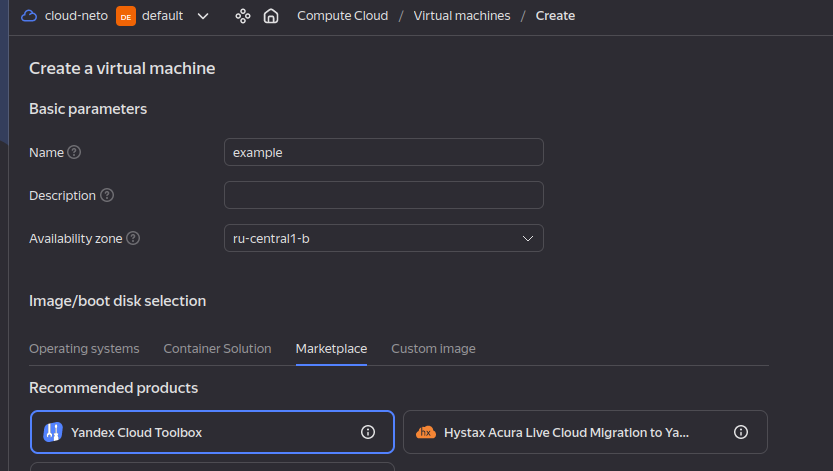 cloud-neto DE default Compute Cloud / Virtual machines / Create
Create a virtual machine
Basic parameters
Name ? example
Description ?
Availability zone ? ru-central1-b
Image/boot disk selection
Operating systems Container Solution Marketplace Custom image
Recommended products
Yandex Cloud Toolbox hx Hystax Acura Live Cloud Migration to Ya...